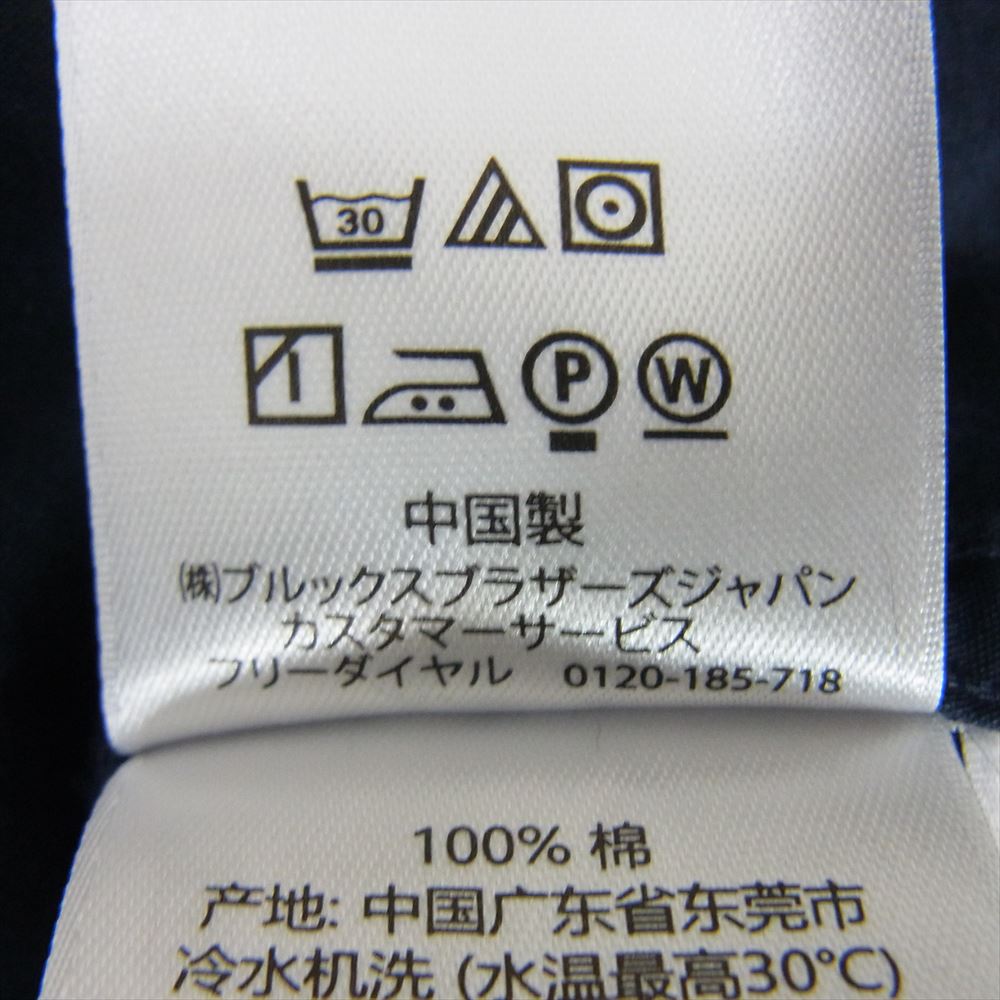 30
P W
中国製
㈱ブルックスブラザーズジャパン
カスタマーサービス
フリーダイヤル 0120-185-718
100% 棉
产地: 中国广东省东莞市
冷水机洗 (水温最高30°C)